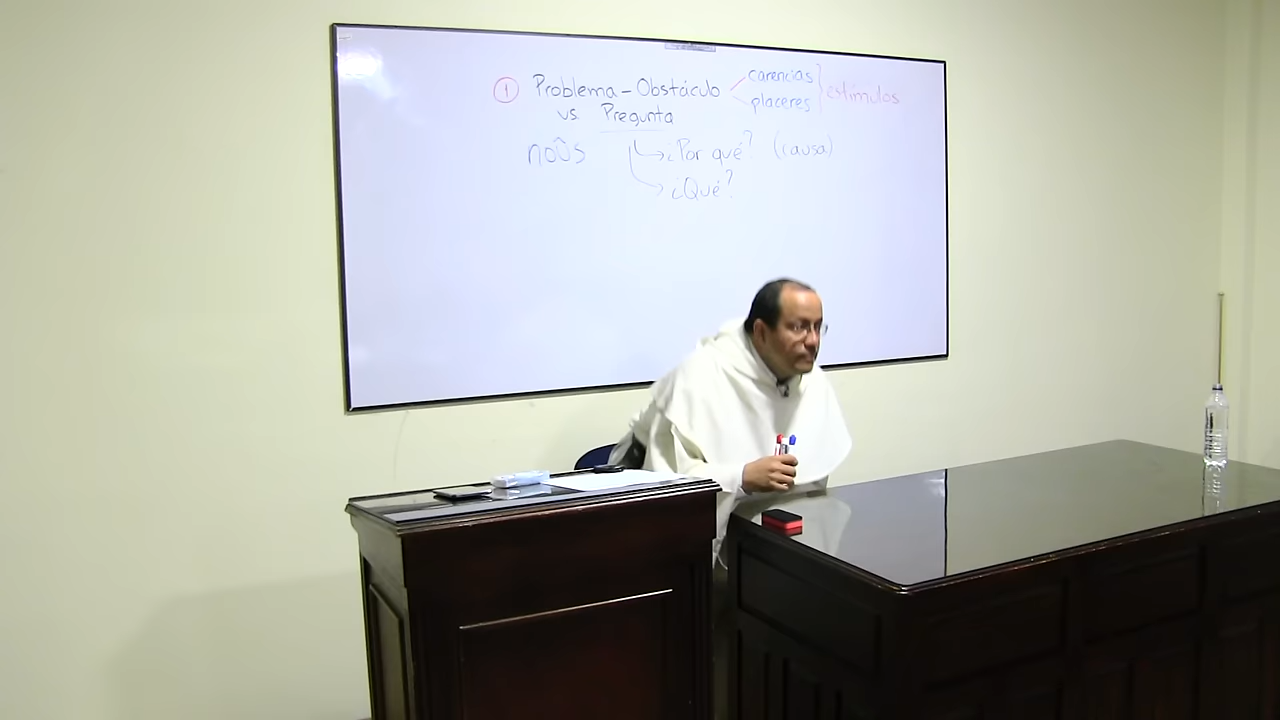 ① Problema – Obstáculo carencias placeres } estímulos
vs. Pregunta
noûs ¿Por qué? (causa)
¿Qué?